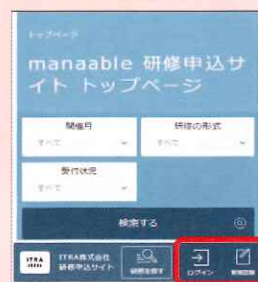 トップページ
manaable 研修申込サ
イト トップページ
開催月
すべて
研修の形式
すべて
受付状況
すべて
検索する
ITRA
ITRA株式会社
研修申込サイト
研修を探す
ログイン
新規登録